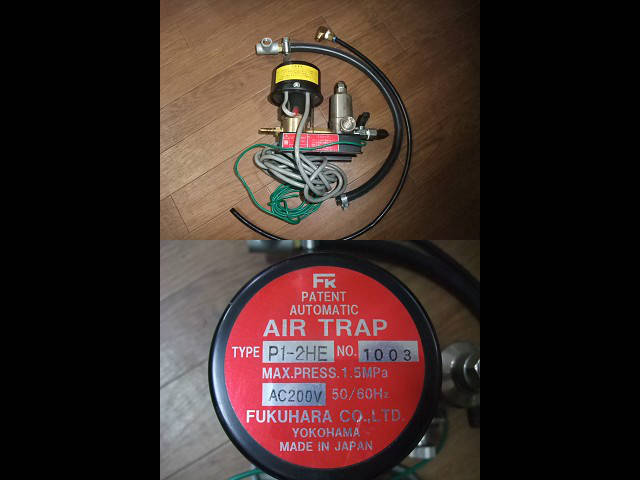 FK
PATENT
AUTOMATIC
AIR TRAP
TYPE P1-2HE NO. 1003
MAX.PRESS.1.5MPa
AC200V 50/60Hz
FUKUHARA CO.,LTD.
YOKOHAMA
MADE IN JAPAN